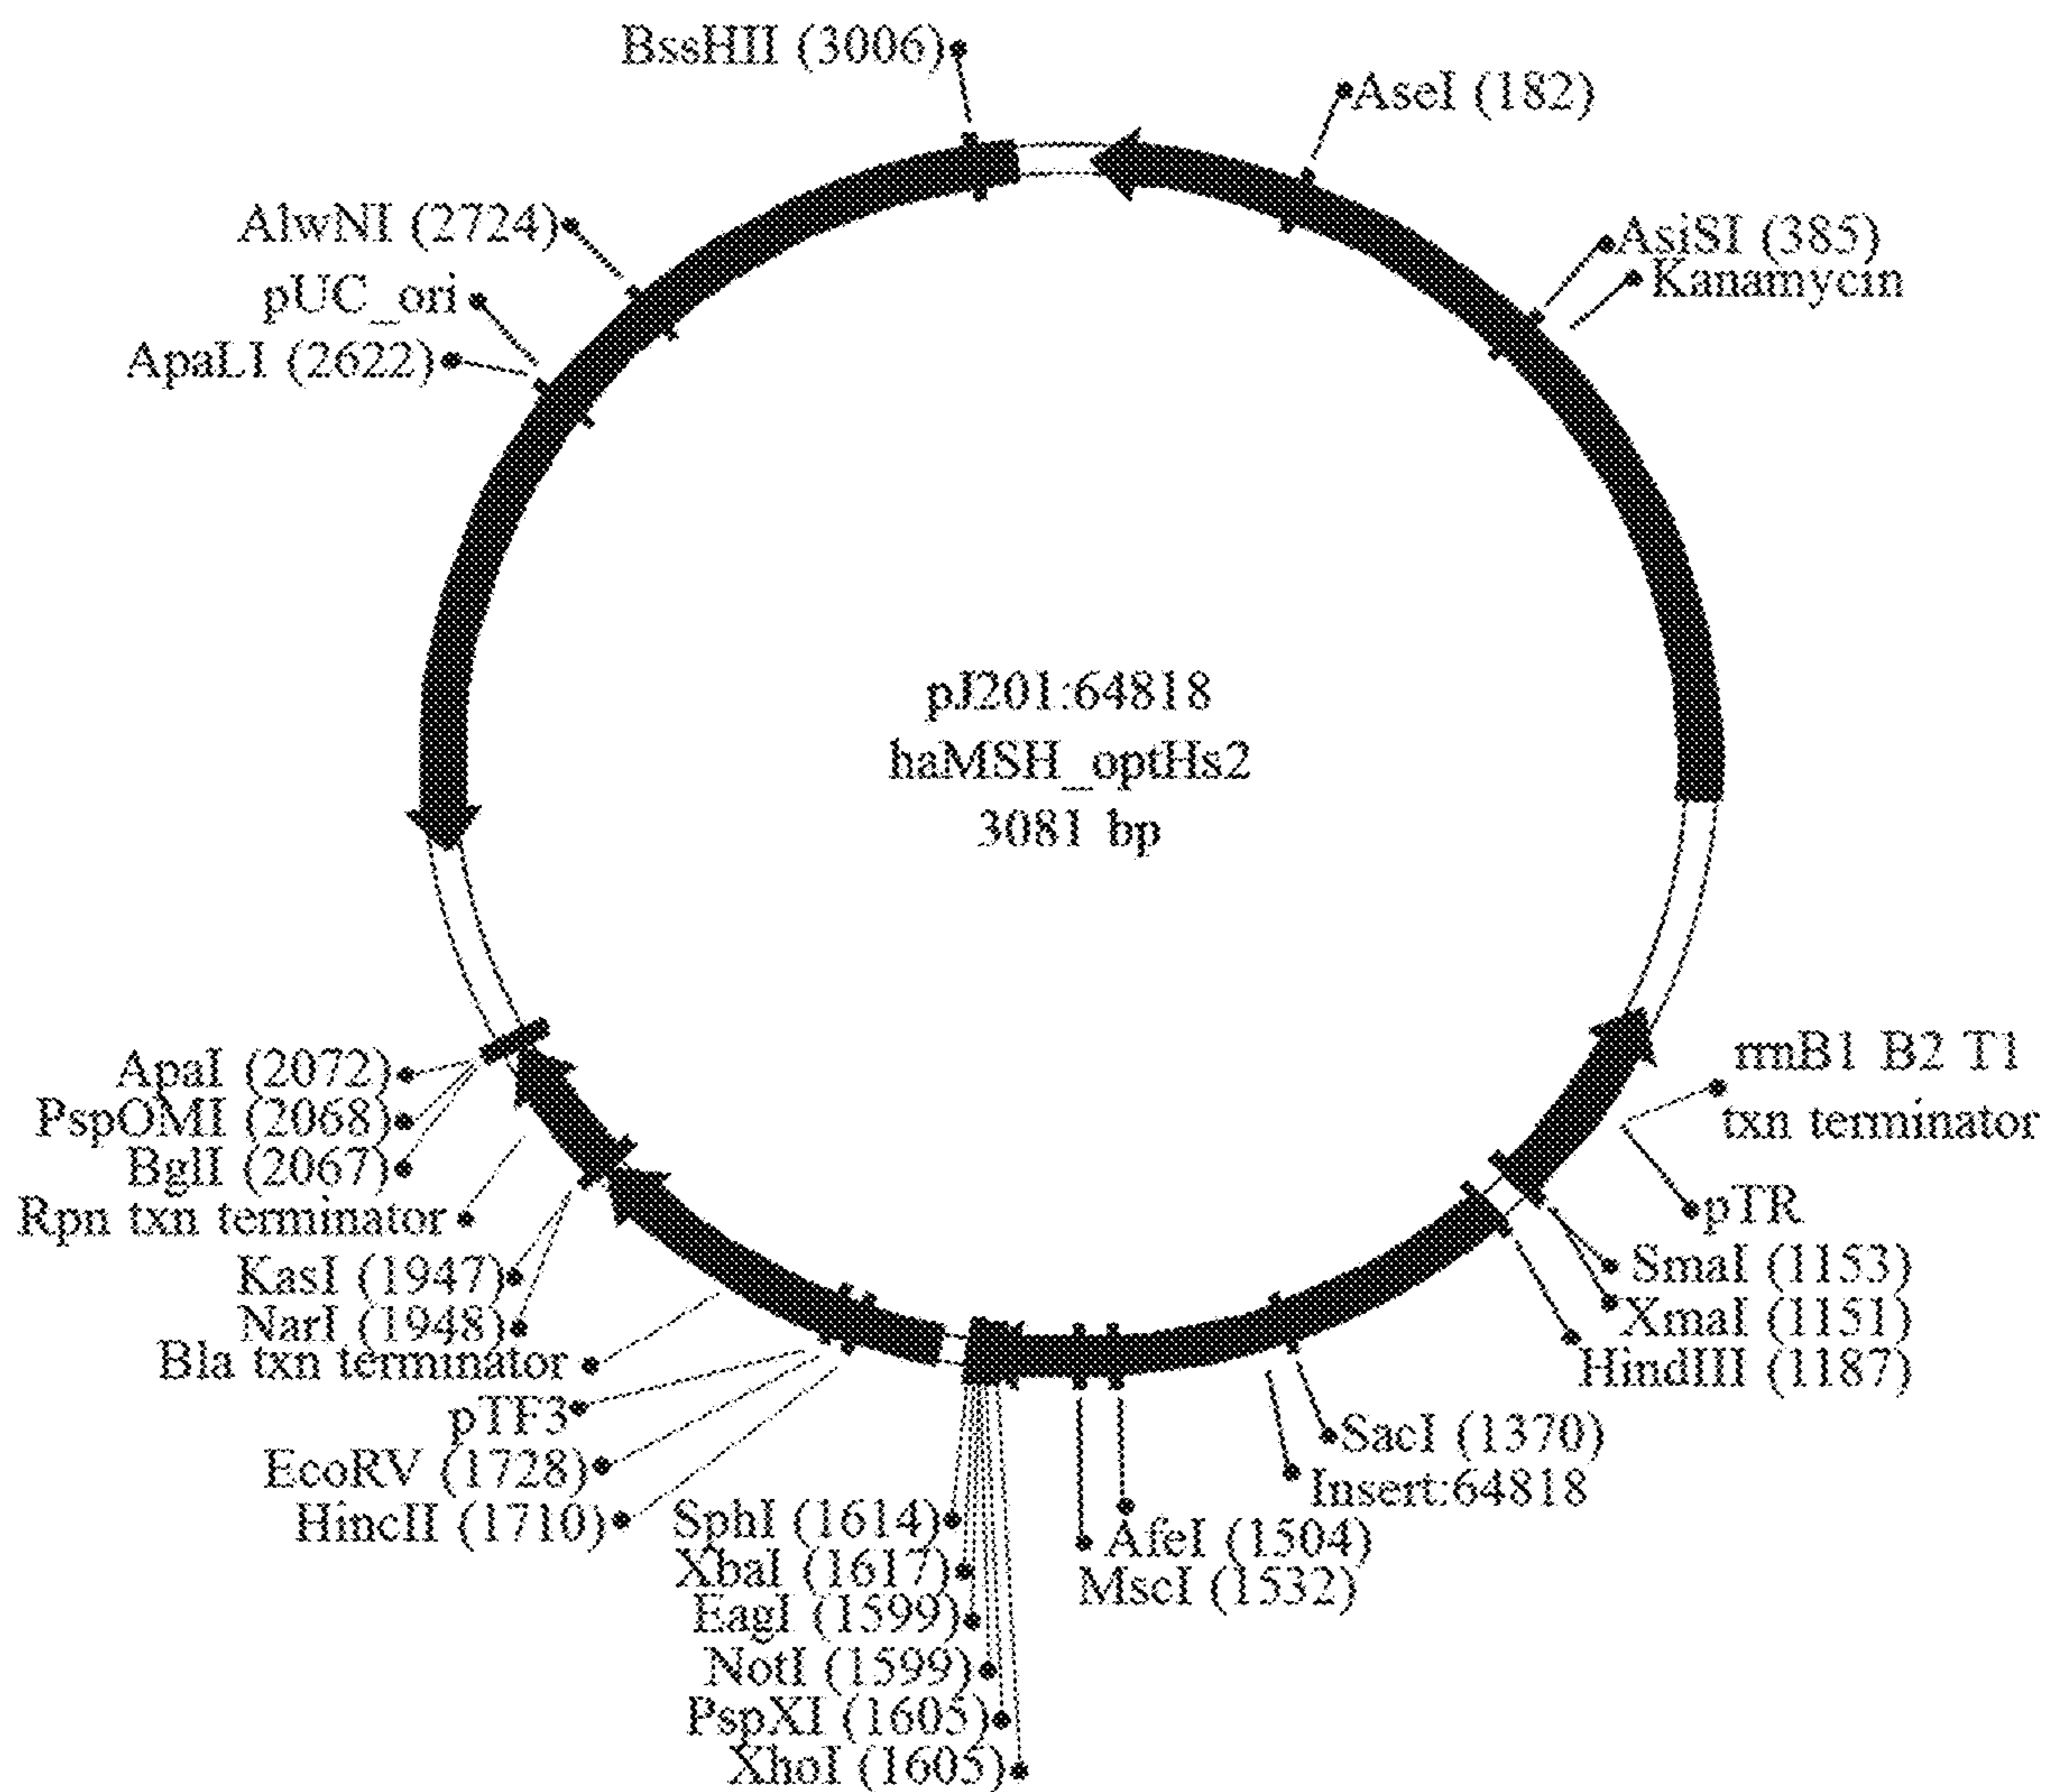 BssHII (3006)
AseI (182)
AlwNI (2724)
AsiSI (385)
pUC_ori
Kanamycin
ApaLI (2622)
pJ201:64818
haMSH_optHs2
3081 bp
rrnB1 B2 T1
txn terminator
ApaI (2072)
PspOMI (2068)
BglI (2067)
Rpn txn terminator
pTR
KasI (1947)
SmaI (1153)
NarI (1948)
XmaI (1151)
Bla txn terminator
HindIII (1187)
pTF3
SacI (1370)
EcoRV (1728)
Insert:64818
HincII (1710)
SphI (1614)
AfeI (1504)
XbaI (1617)
MscI (1532)
EagI (1599)
NotI (1599)
PspXI (1605)
XhoI (1605)